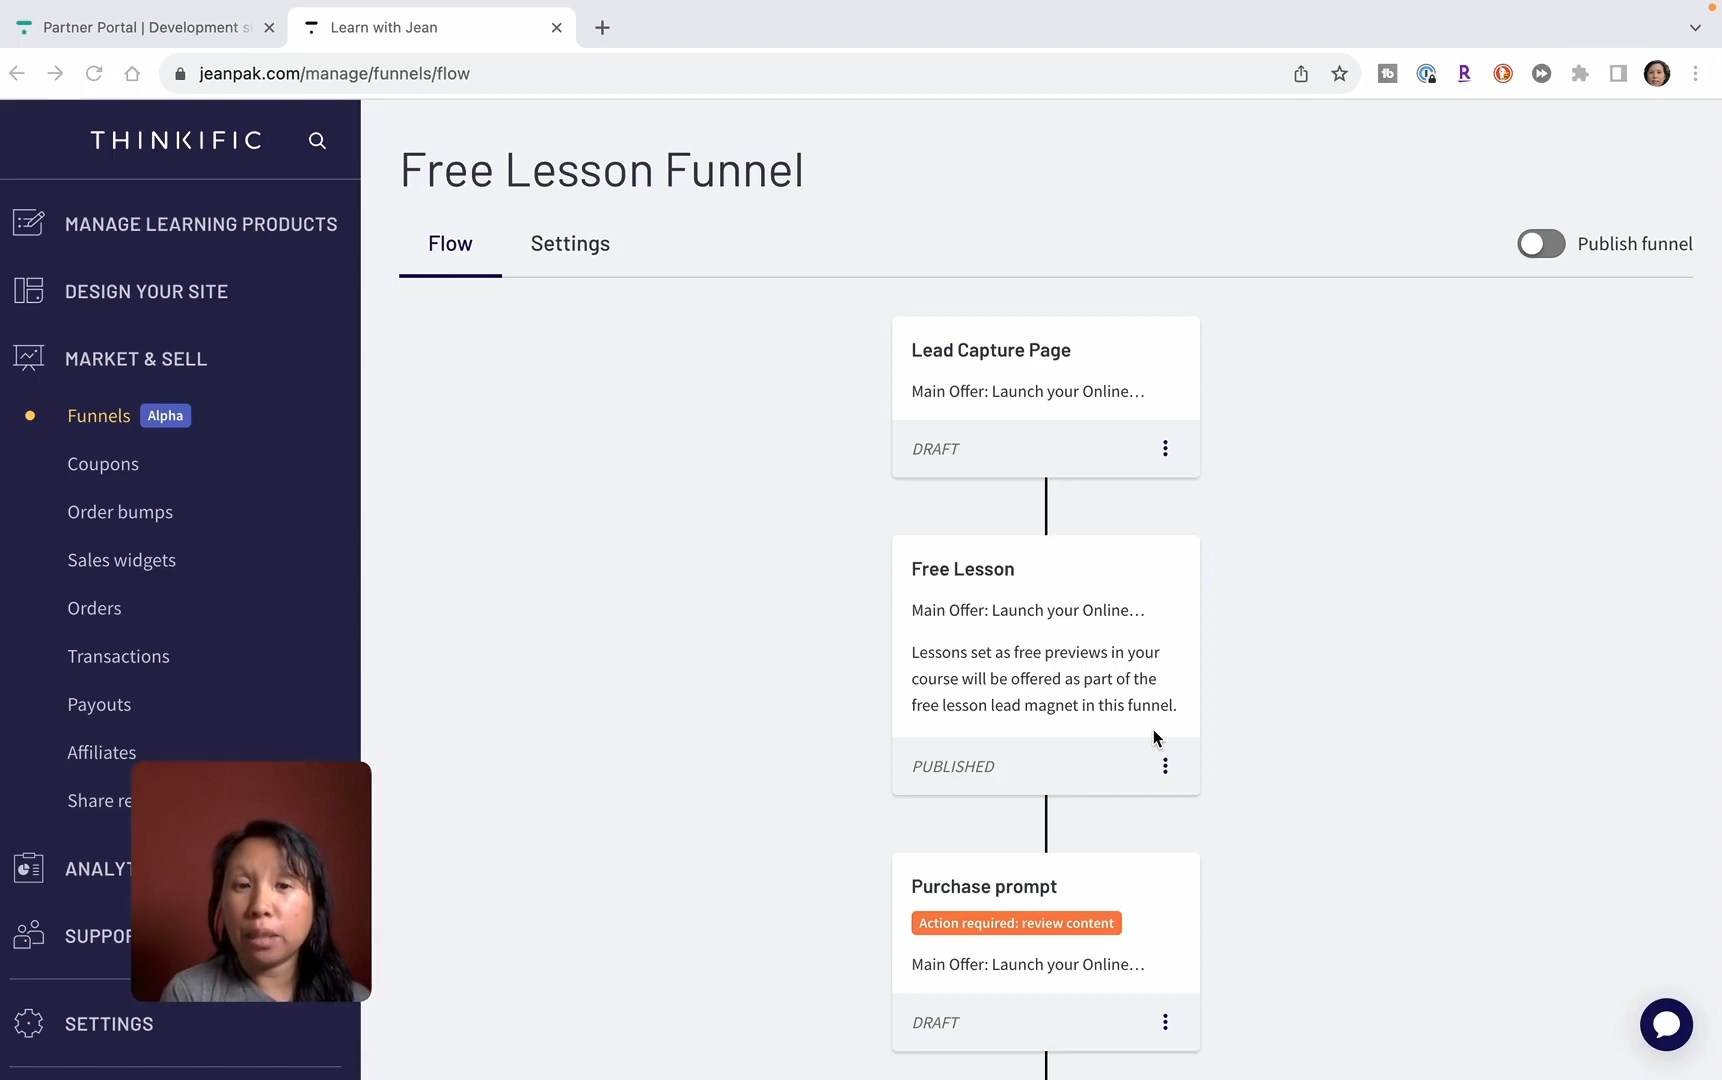 Partner Portal | Development s
Learn with Jean
jeanpak.com/manage/funnels/flow
THINKIFIC
MANAGE LEARNING PRODUCTS
DESIGN YOUR SITE
MARKET & SELL
Funnels Alpha
Coupons
Order bumps
Sales widgets
Orders
Transactions
Payouts
Affiliates
Share re
ANALYT
SUPPOR
SETTINGS
Free Lesson Funnel
Flow Settings
Publish funnel
Lead Capture Page
Main Offer: Launch your Online...
DRAFT
Free Lesson
Main Offer: Launch your Online...
Lessons set as free previews in your
course will be offered as part of the
free lesson lead magnet in this funnel.
PUBLISHED
Purchase prompt
Action required: review content
Main Offer: Launch your Online...
DRAFT